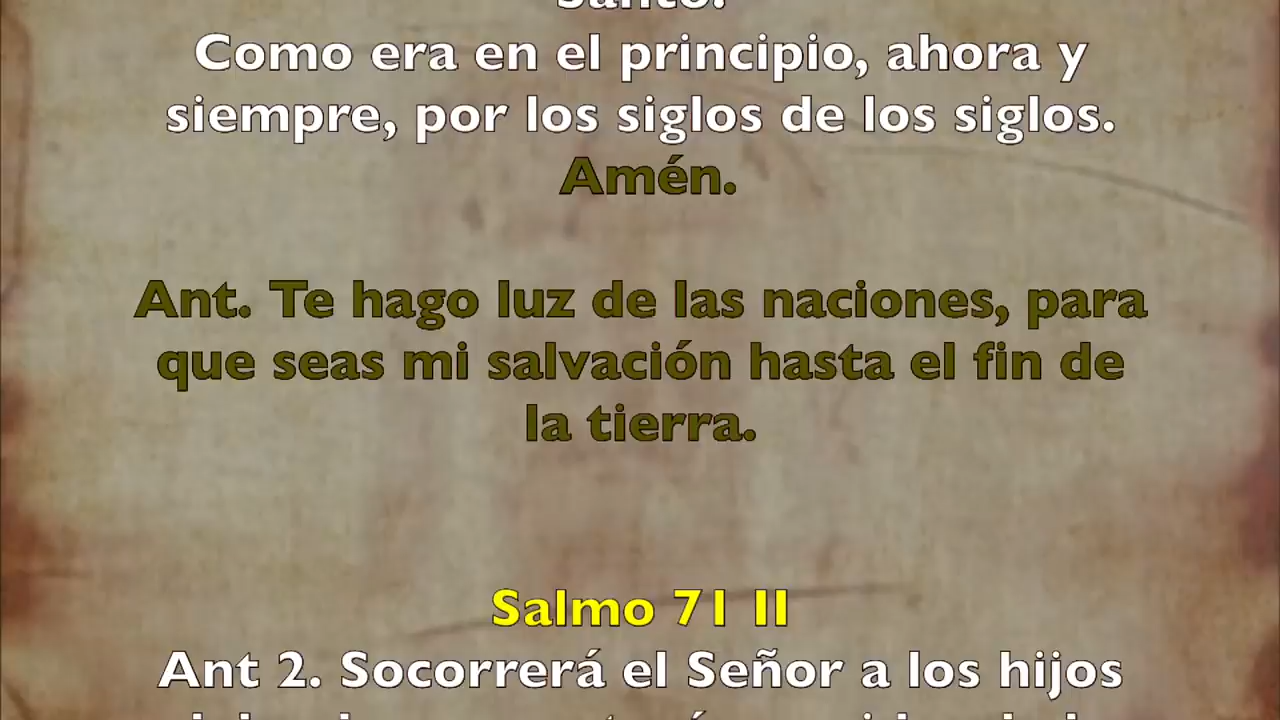 Santo.
Como era en el principio, ahora y
siempre, por los siglos de los siglos.
Amén.
Ant. Te hago luz de las naciones, para
que seas mi salvación hasta el fin de
la tierra.
Salmo 71 II
Ant 2. Socorrerá el Señor a los hijos